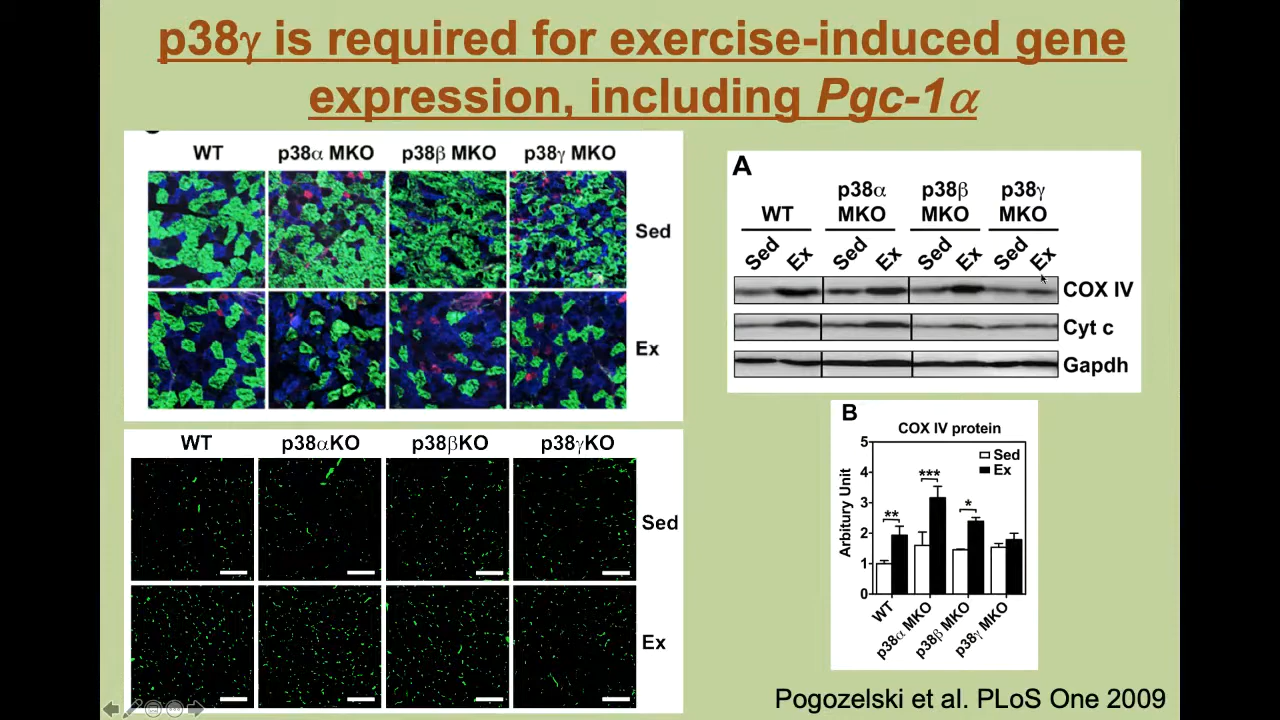 p38γ is required for exercise-induced gene
expression, including Pgc-1α
WT p38α MKO p38β MKO p38γ MKO
Sed
Ex
WT p38αKO p38βKO p38γKO
Sed
Ex
A
WT p38α MKO p38β MKO p38γ MKO
Sed Ex Sed Ex Sed Ex Sed Ex
COX IV
Cyt c
Gapdh
B
COX IV protein
Arbitury Unit
5
4
3
2
1
0
Sed
Ex
** *** *
WT p38α MKO p38β MKO p38γ MKO
Pogozelski et al. PLoS One 2009